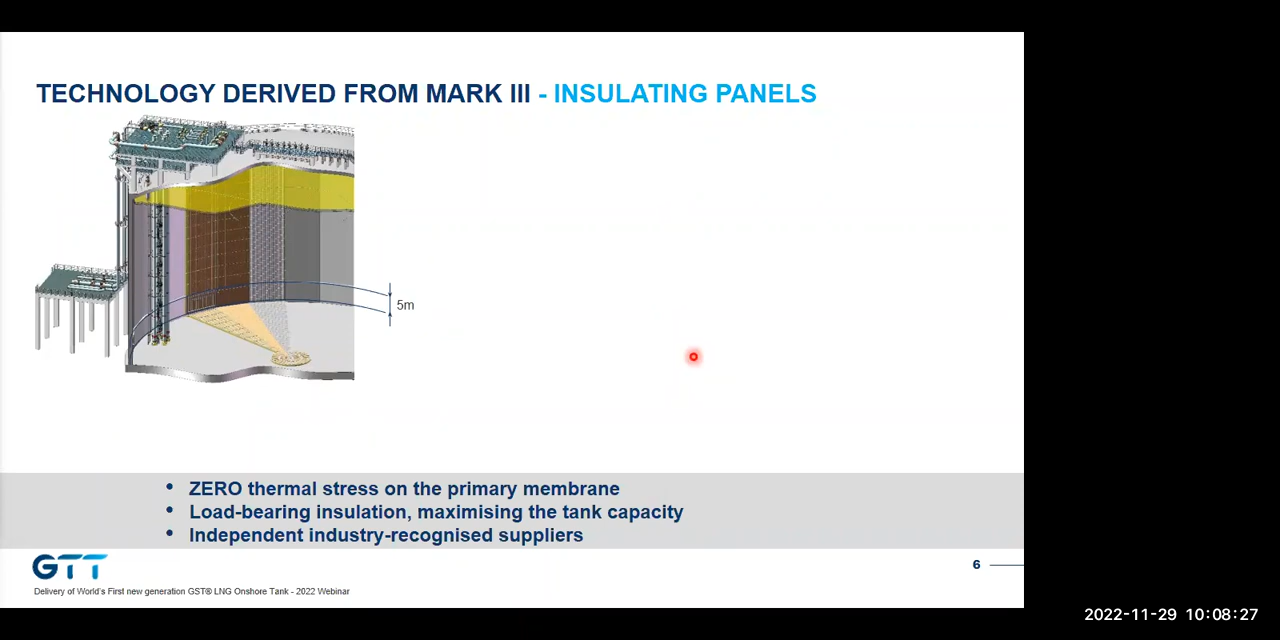 TECHNOLOGY DERIVED FROM MARK III - INSULATING PANELS
5m
• ZERO thermal stress on the primary membrane
• Load-bearing insulation, maximising the tank capacity
• Independent industry-recognised suppliers
GTT
6
Delivery of World's First new generation GST® LNG Onshore Tank - 2022 Webinar
2022-11-29 10:08:27